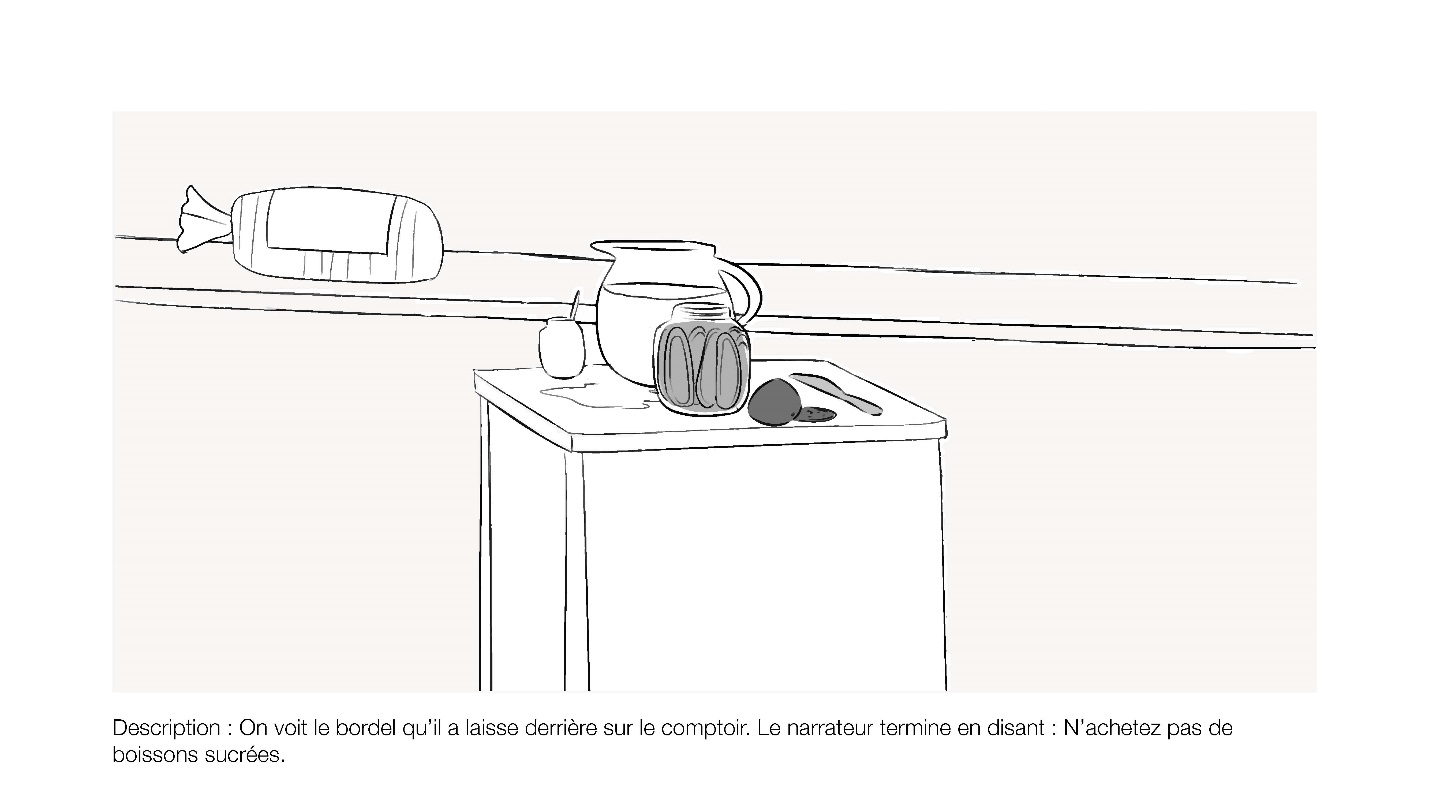 Description : On voit le bordel qu'il a laisse derrière sur le comptoir. Le narrateur termine en disant : N'achetez pas de
boissons sucrées.